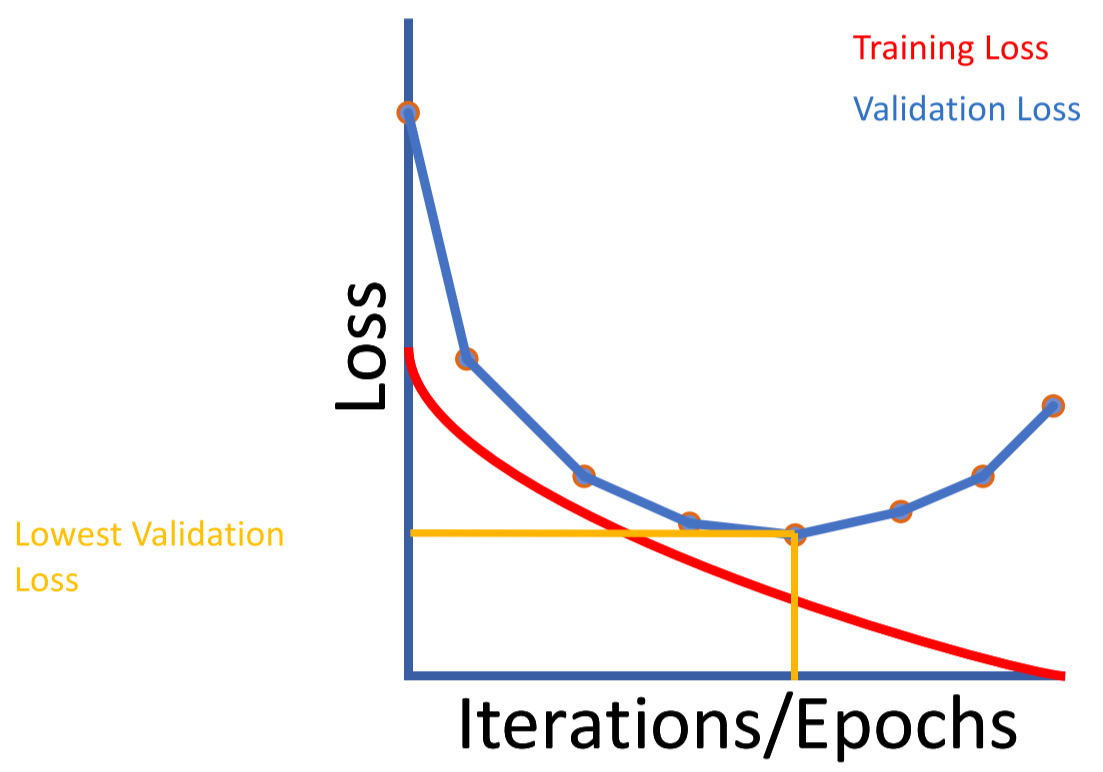 Training Loss
Validation Loss
Loss
Lowest Validation
Loss
Iterations/Epochs